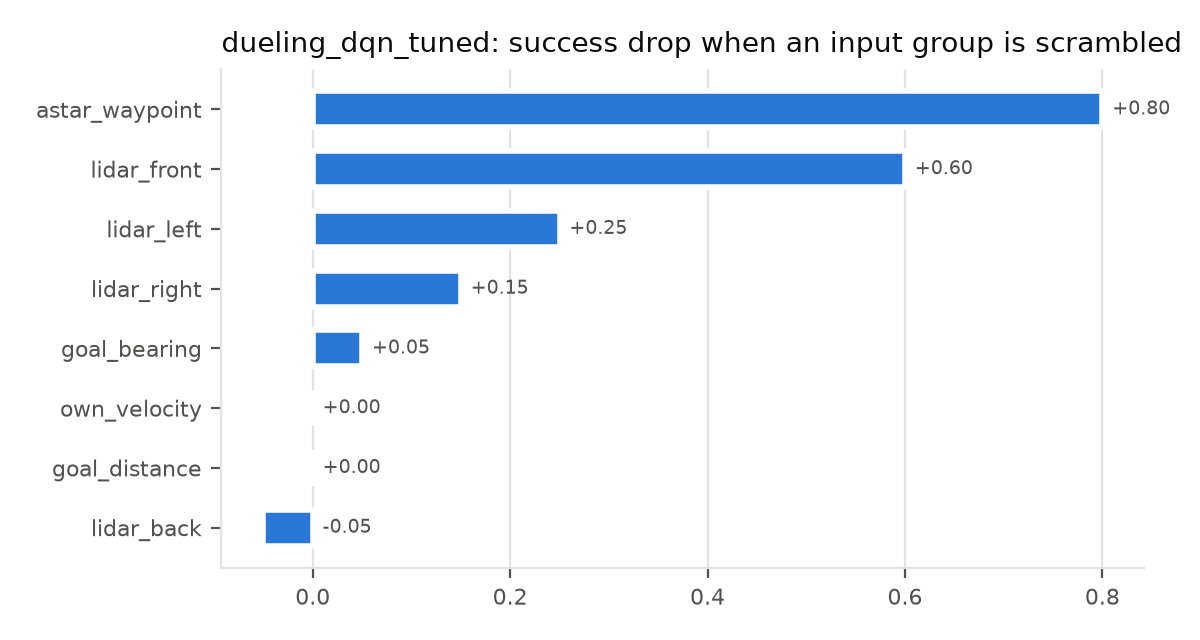 dueling_dqn_tuned: success drop when an input group is scrambled
astar_waypoint +0.80
lidar_front +0.60
lidar_left +0.25
lidar_right +0.15
goal_bearing +0.05
own_velocity +0.00
goal_distance +0.00
lidar_back -0.05
0.0 0.2 0.4 0.6 0.8